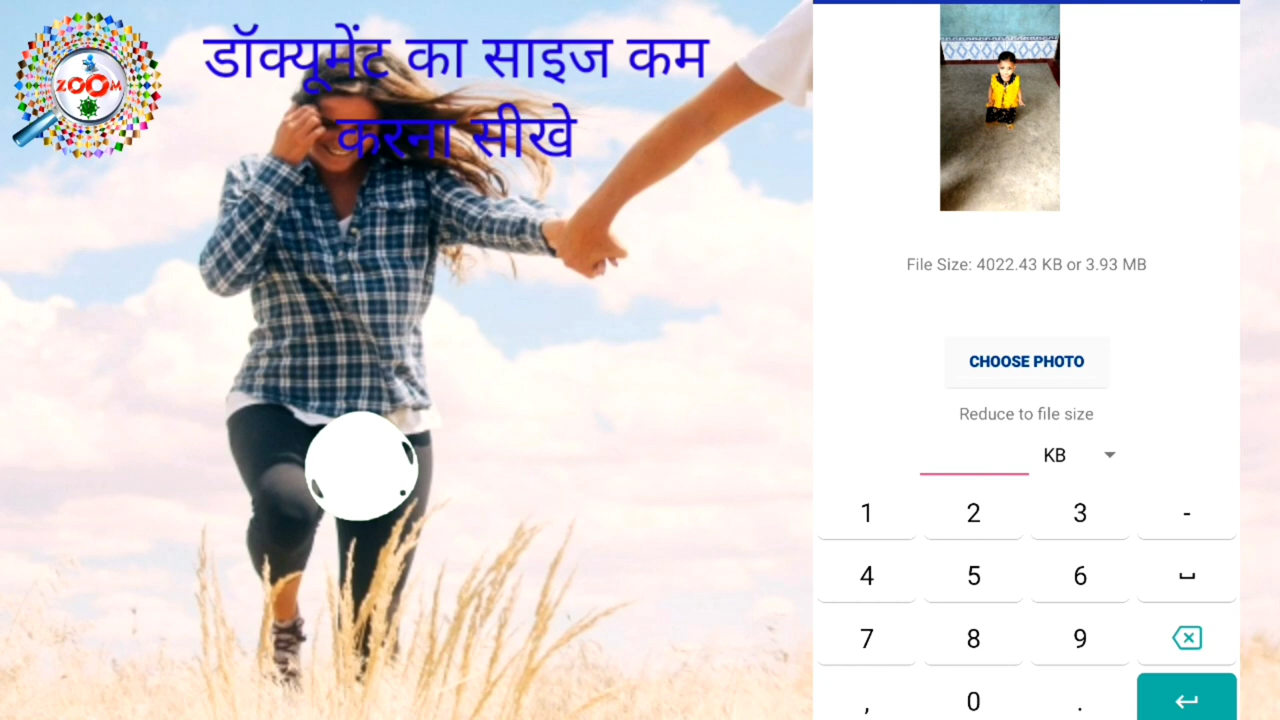 ZOOM
डॉक्यूमेंट का साइज कम
करना सीखे
File Size: 4022.43 KB or 3.93 MB
CHOOSE PHOTO
Reduce to file size
KB
1 2 3 -
4 5 6
7 8 9
, 0 .